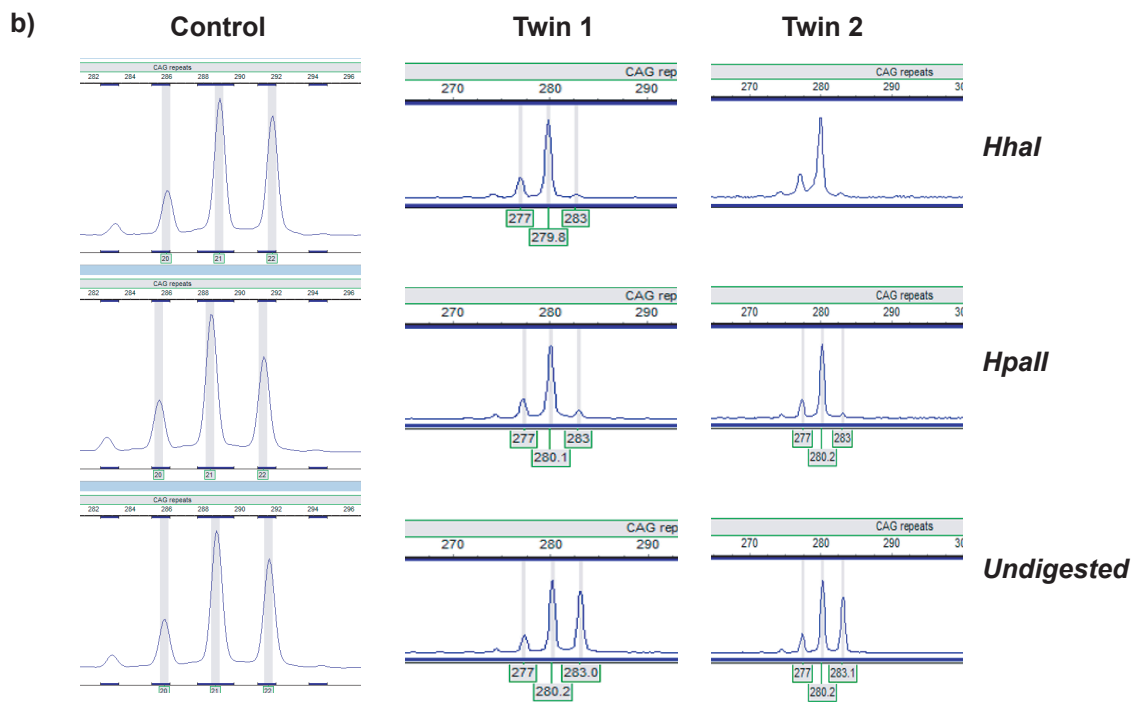 b)
Control
Twin 1
Twin 2
CAG repeats
282 284 286 288 290 292 294 296
20 21 22
CAG rep
270 280 290
277 283
279.8
CAG repeats
270 280 290 30
HhaI
CAG repeats
282 284 286 288 290 292 294 296
20 21 22
CAG rep
270 280 290
277 283
280.1
CAG repeats
270 280 290 30
277 283
280.2
HpaII
CAG repeats
282 284 286 288 290 292 294 296
20 21 22
CAG rep
270 280 290
277 283.0
280.2
CAG repeats
270 280 290 30
277 283.1
280.2
Undigested